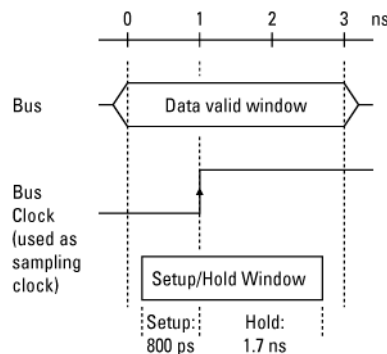 0 1 2 3 ns
Bus
Data valid window
Bus
Clock
(used as
sampling
clock)
Setup/Hold Window
Setup: Hold:
800 ps 1.7 ns